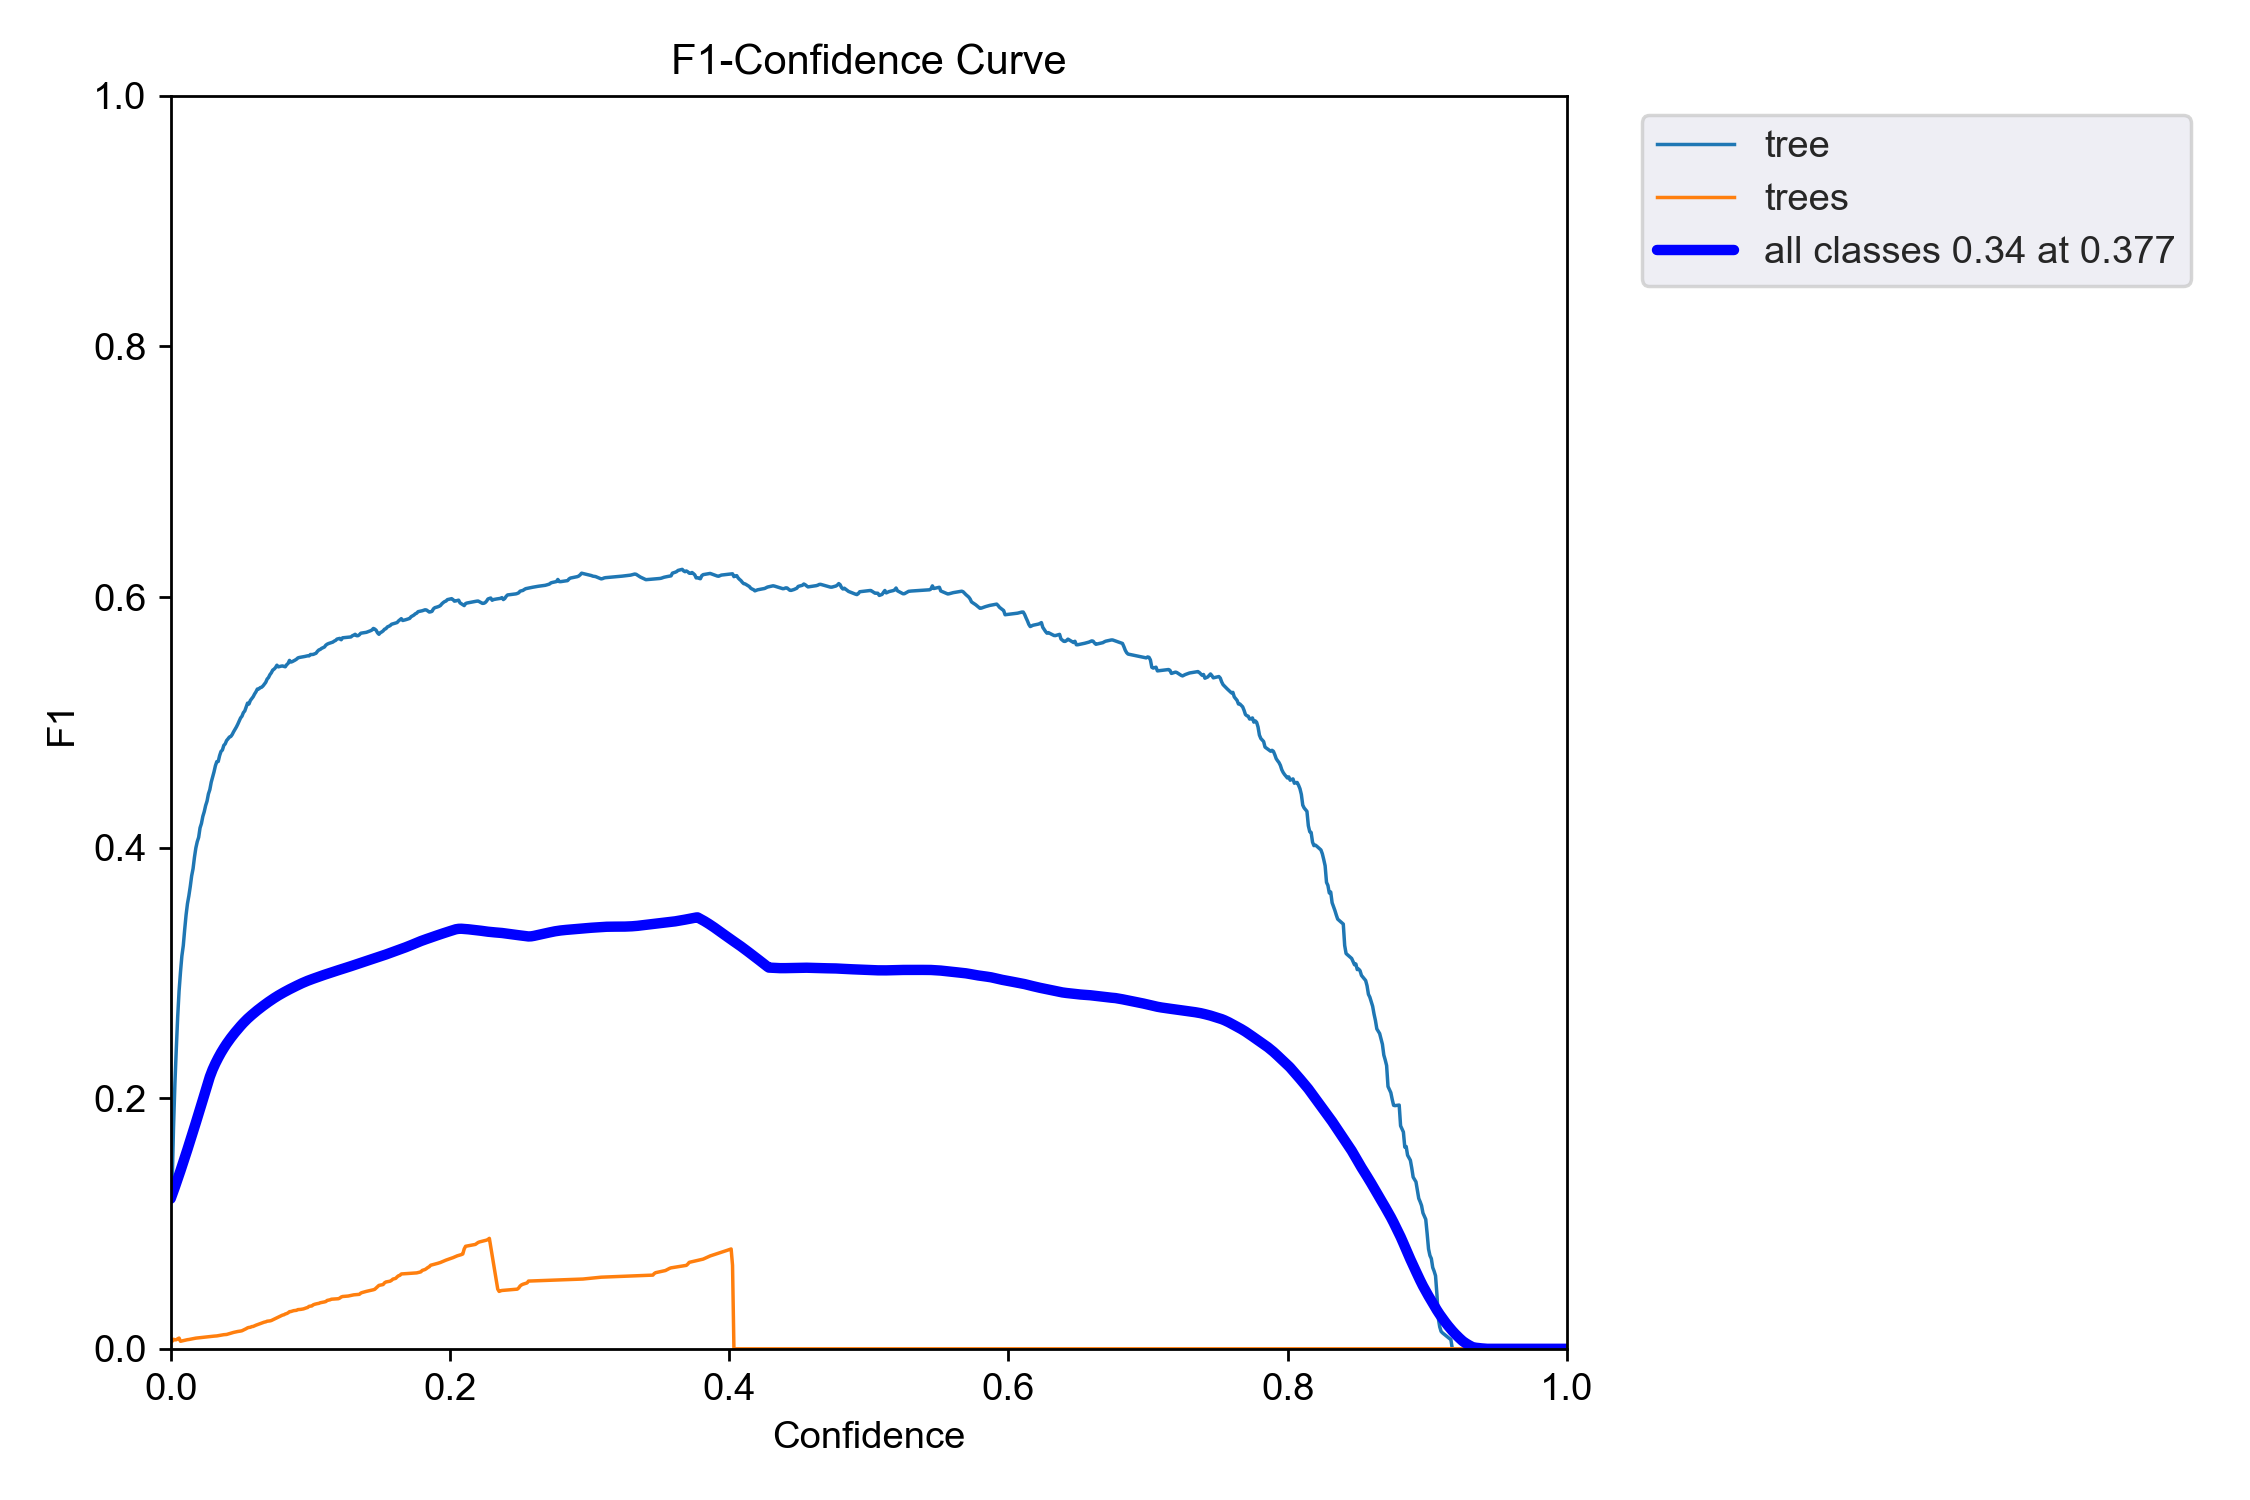 F1-Confidence Curve
1.0
0.8
0.6
0.4
0.2
0.0
F1
0.0 0.2 0.4 0.6 0.8 1.0
Confidence
tree
trees
all classes 0.34 at 0.377